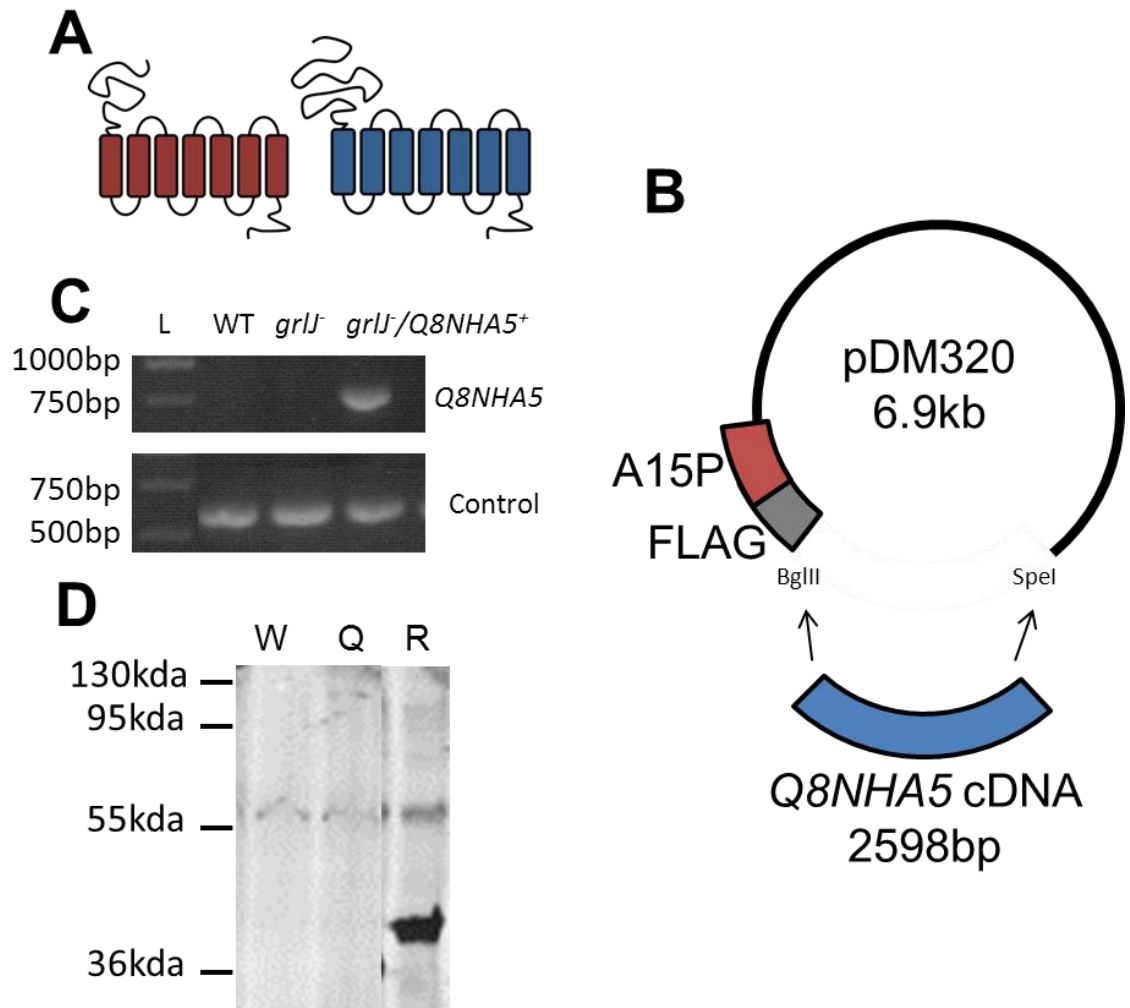 A
B
C
L WT grlJ⁻ grlJ⁻/Q8NHA5⁺
1000bp
750bp
Q8NHA5
750bp
500bp
Control
D
W Q R
130kda
95kda
55kda
36kda
pDM320
6.9kb
A15P
FLAG
BglII
SpeI
Q8NHA5 cDNA
2598bp